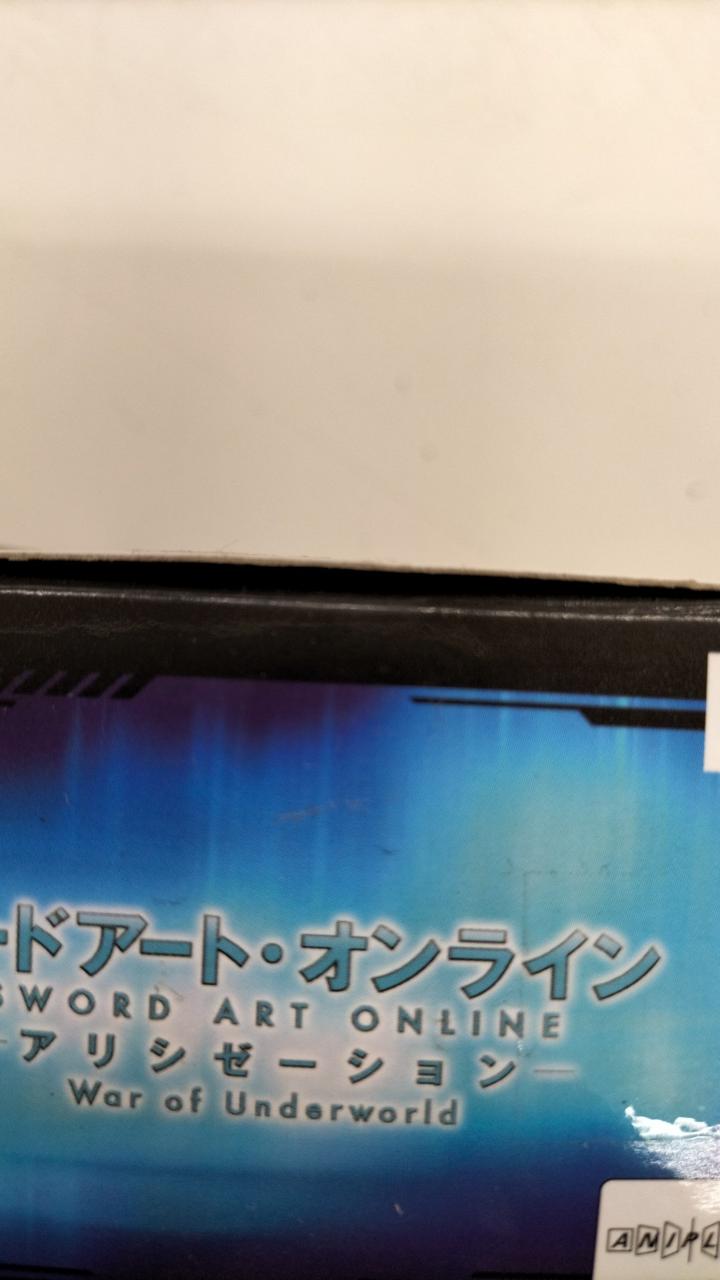 ードアート・オンライン
SWORD ART ONLINE
ーアリシゼーションー
War of Underworld
ANIPL